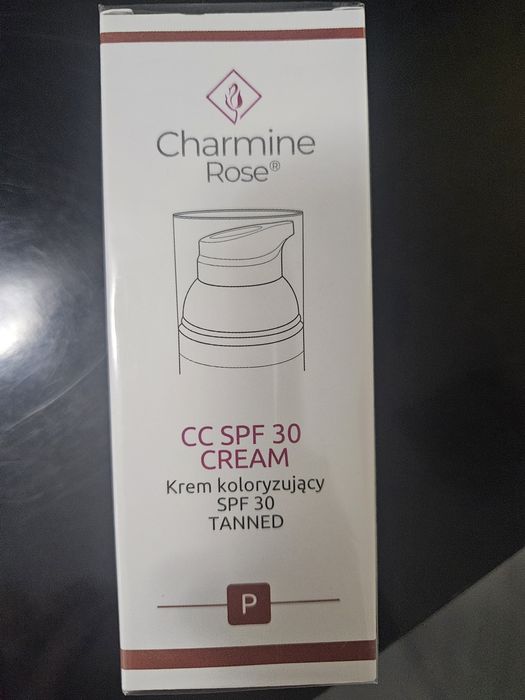 Charmine
Rose®
CC SPF 30
CREAM
Krem koloryzujący
SPF 30
TANNED
P